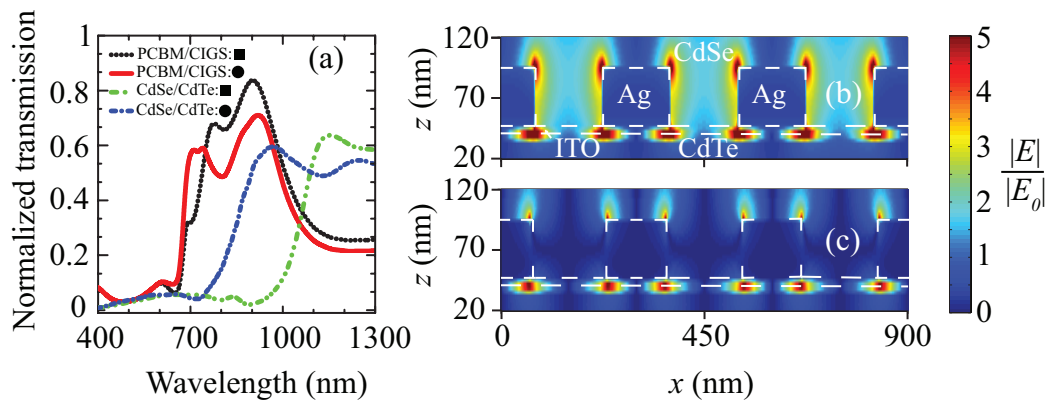 Normalized transmission
1
0.8
0.6
0.4
0.2
0
PCBM/CIGS:■
PCBM/CIGS:●
CdSe/CdTe:■
CdSe/CdTe:●
(a)
400 700 1000 1300
Wavelength (nm)
z (nm)
120
70
20
CdSe
Ag Ag (b)
ITO CdTe
z (nm)
120
70
20
(c)
0 450 900
x (nm)
5
4
3
2
1
0
|E|
|E0|